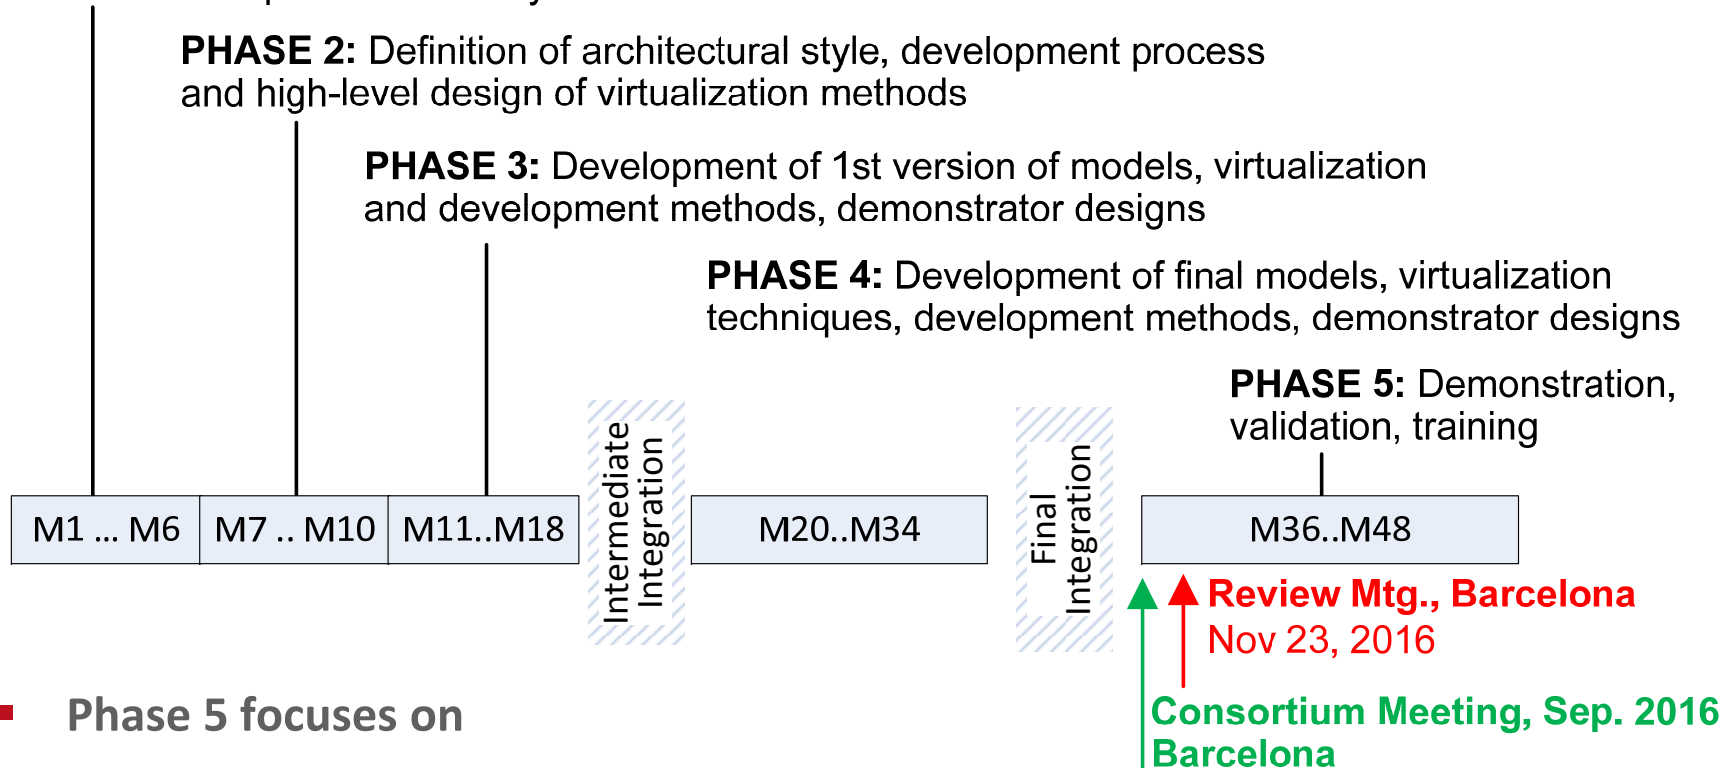 PHASE 2: Definition of architectural style, development process
and high-level design of virtualization methods
PHASE 3: Development of 1st version of models, virtualization
and development methods, demonstrator designs
PHASE 4: Development of final models, virtualization
techniques, development methods, demonstrator designs
PHASE 5: Demonstration,
validation, training
M1 ... M6
M7 .. M10
M11..M18
Intermediate
Integration
M20..M34
Final
Integration
M36..M48
Review Mtg., Barcelona
Nov 23, 2016
Consortium Meeting, Sep. 2016
Barcelona
Phase 5 focuses on